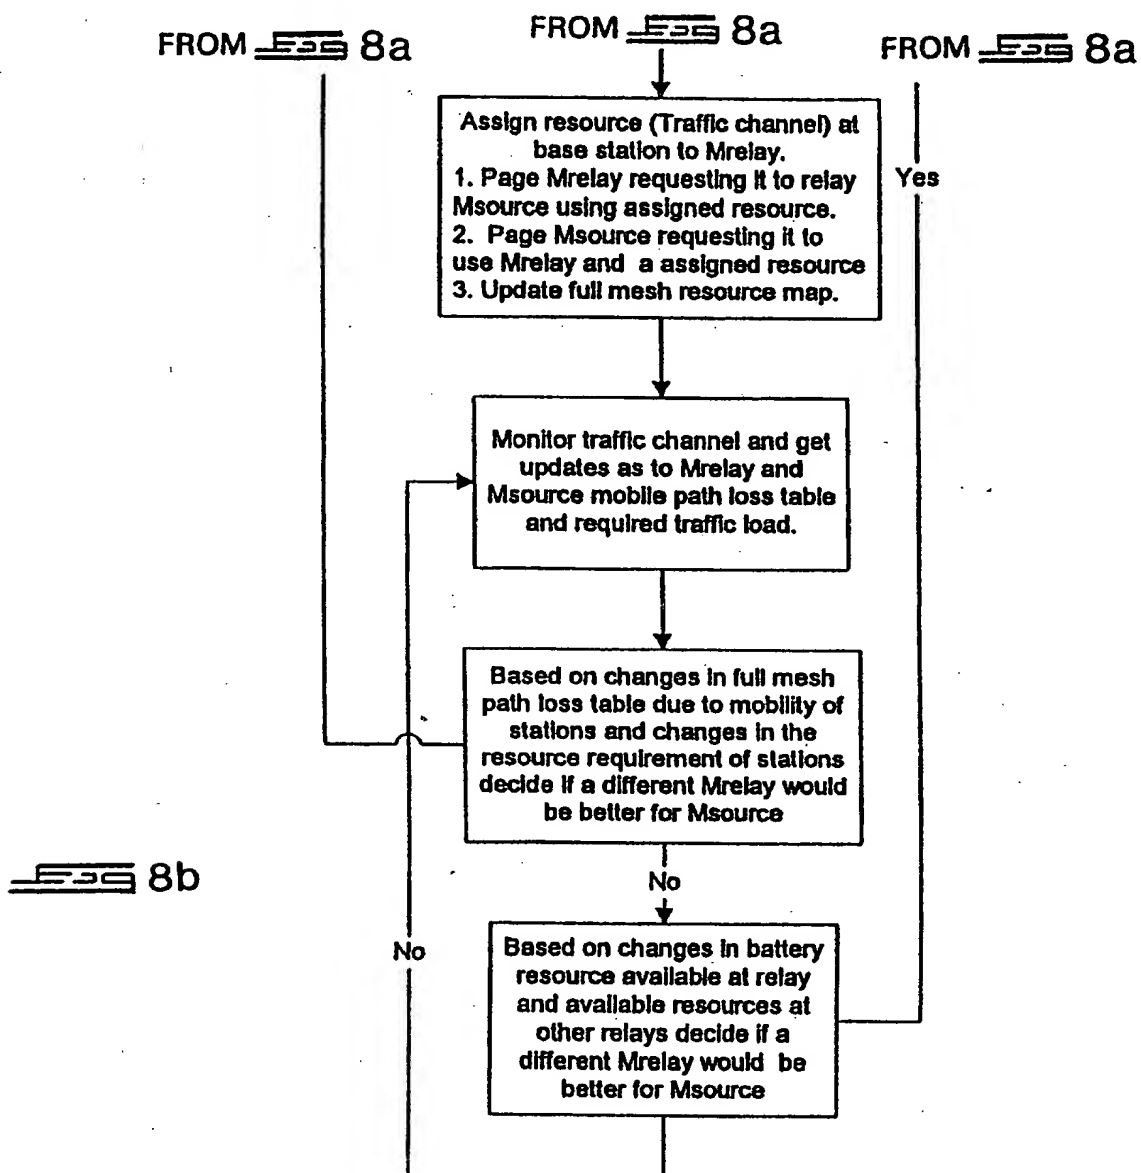 FROM FIG 8a
FROM FIG 8a
FROM FIG 8a
Assign resource (Traffic channel) at
base station to Mrelay.
1. Page Mrelay requesting it to relay
Msource using assigned resource.
2. Page Msource requesting it to
use Mrelay and a assigned resource
3. Update full mesh resource map.
Yes
Monitor traffic channel and get
updates as to Mrelay and
Msource mobile path loss table
and required traffic load.
Based on changes in full mesh
path loss table due to mobility of
stations and changes in the
resource requirement of stations
decide if a different Mrelay would
be better for Msource
FIG 8b
No
No
Based on changes in battery
resource available at relay
and available resources at
other relays decide if a
different Mrelay would be
better for Msource